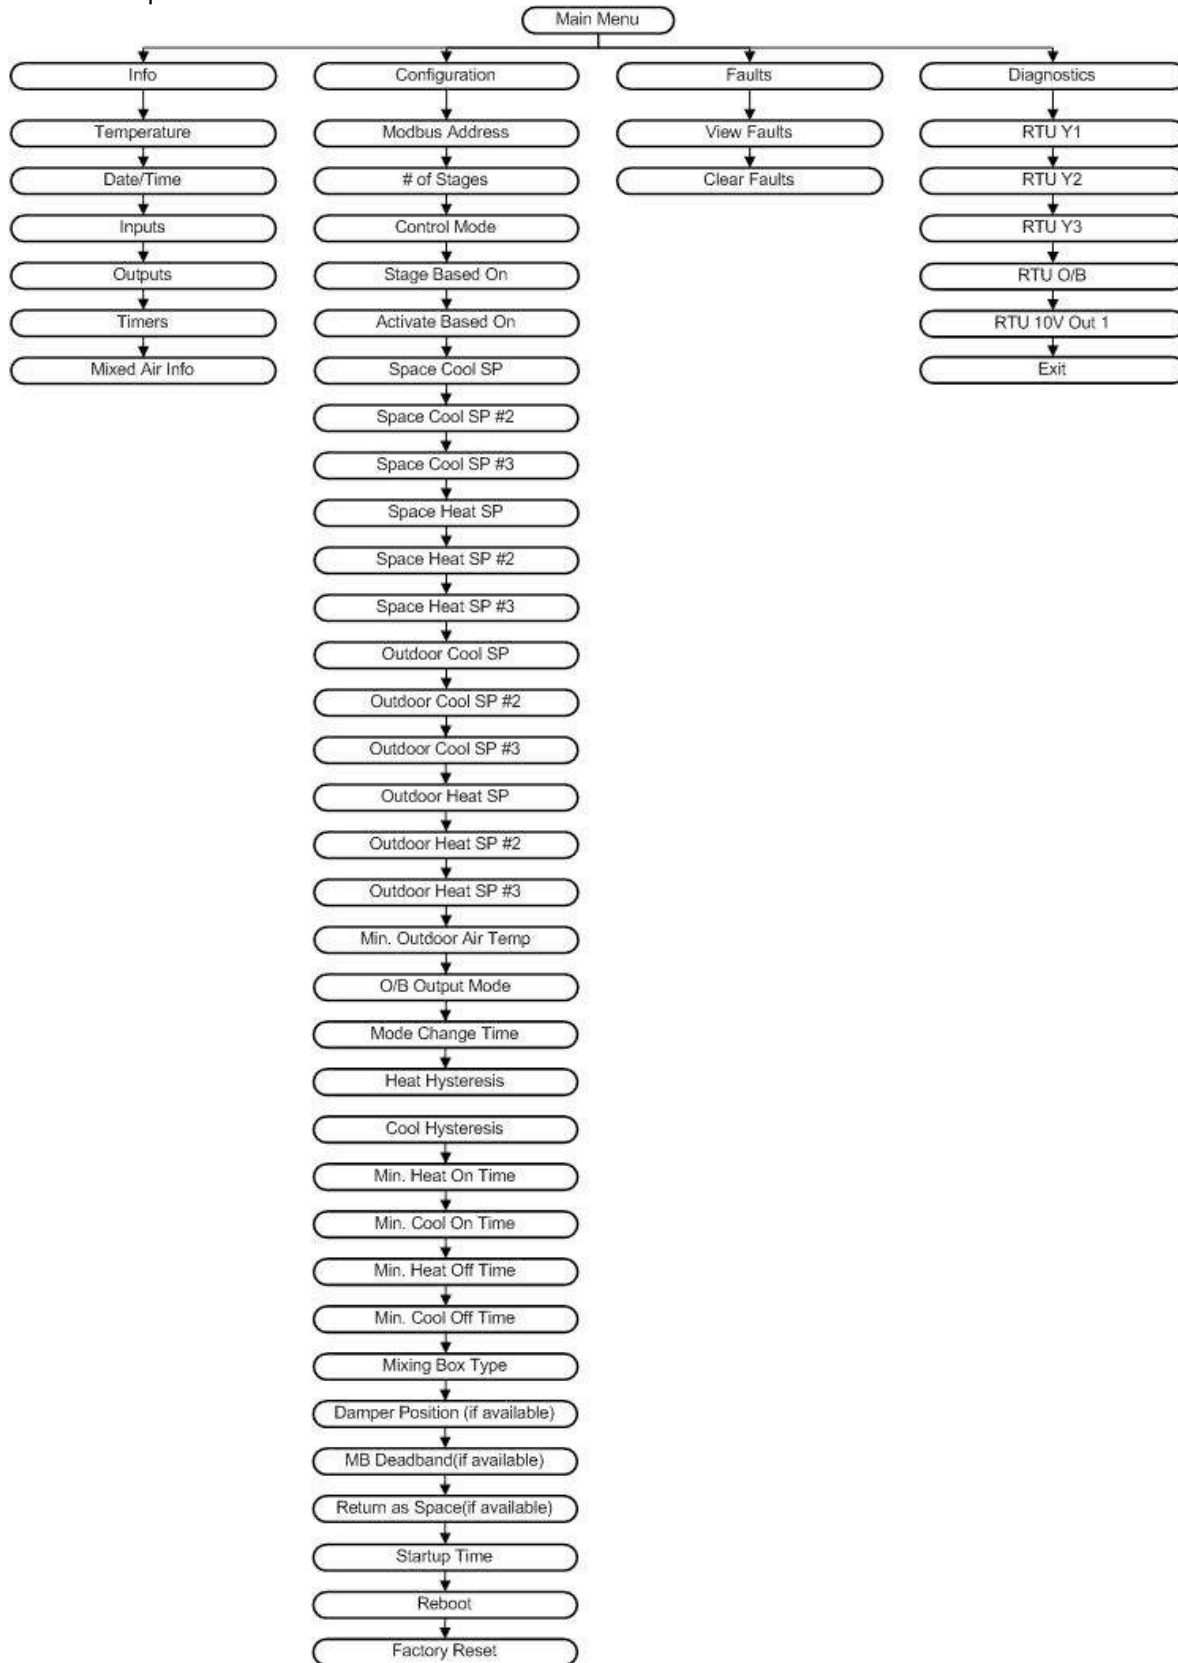 Main Menu
Info
Configuration
Faults
Diagnostics
Temperature
Date/Time
Inputs
Outputs
Timers
Mixed Air Info
Modbus Address
# of Stages
Control Mode
Stage Based On
Activate Based On
Space Cool SP
Space Cool SP #2
Space Cool SP #3
Space Heat SP
Space Heat SP #2
Space Heat SP #3
Outdoor Cool SP
Outdoor Cool SP #2
Outdoor Cool SP #3
Outdoor Heat SP
Outdoor Heat SP #2
Outdoor Heat SP #3
Min. Outdoor Air Temp
O/B Output Mode
Mode Change Time
Heat Hysteresis
Cool Hysteresis
Min. Heat On Time
Min. Cool On Time
Min. Heat Off Time
Min. Cool Off Time
Mixing Box Type
Damper Position (if available)
MB Deadband(if available)
Return as Space(if available)
Startup Time
Reboot
Factory Reset
View Faults
Clear Faults
RTU Y1
RTU Y2
RTU Y3
RTU O/B
RTU 10V Out 1
Exit